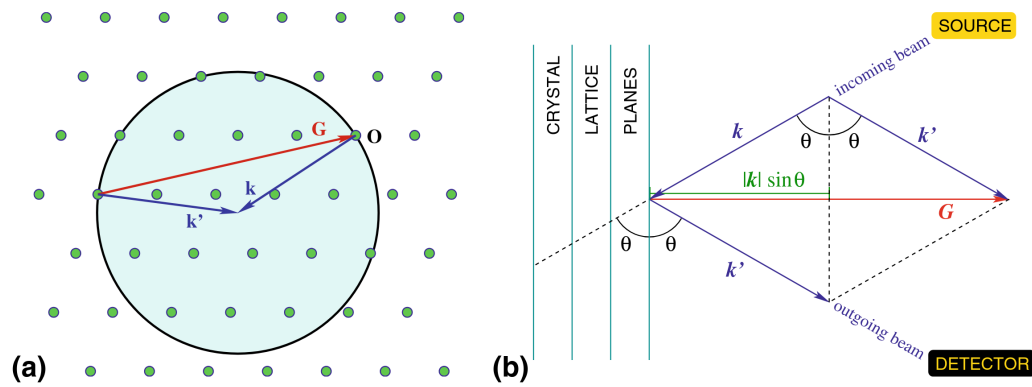 (a)
G
O
k
k'
(b)
CRYSTAL
LATTICE
PLANES
SOURCE
incoming beam
k
θ
θ
k'
|k| sinθ
G
θ
θ
k'
outgoing beam
DETECTOR